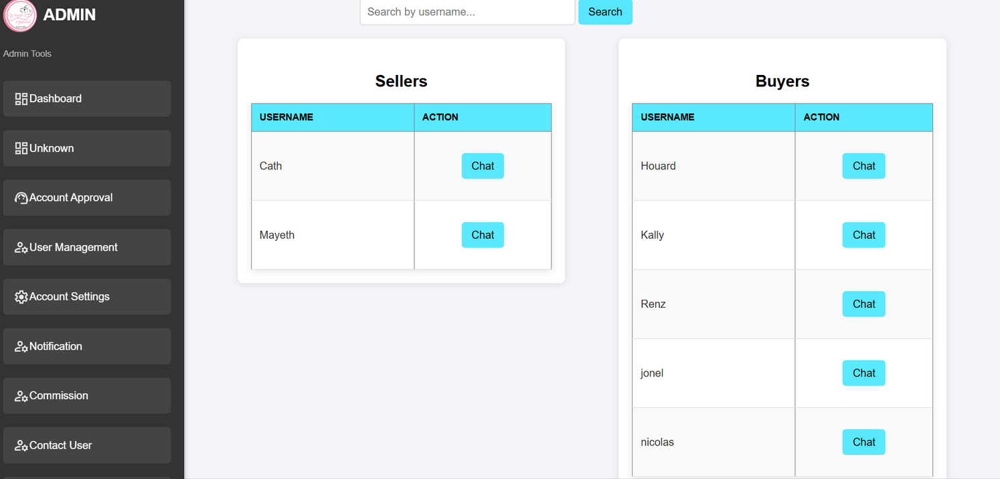 ADMIN
Admin Tools
Dashboard
Unknown
Account Approval
User Management
Account Settings
Notification
Commission
Contact User
Search by username... Search
Sellers
USERNAME ACTION
Cath Chat
Mayeth Chat
Buyers
USERNAME ACTION
Houard Chat
Kally Chat
Renz Chat
jonel Chat
nicolas Chat